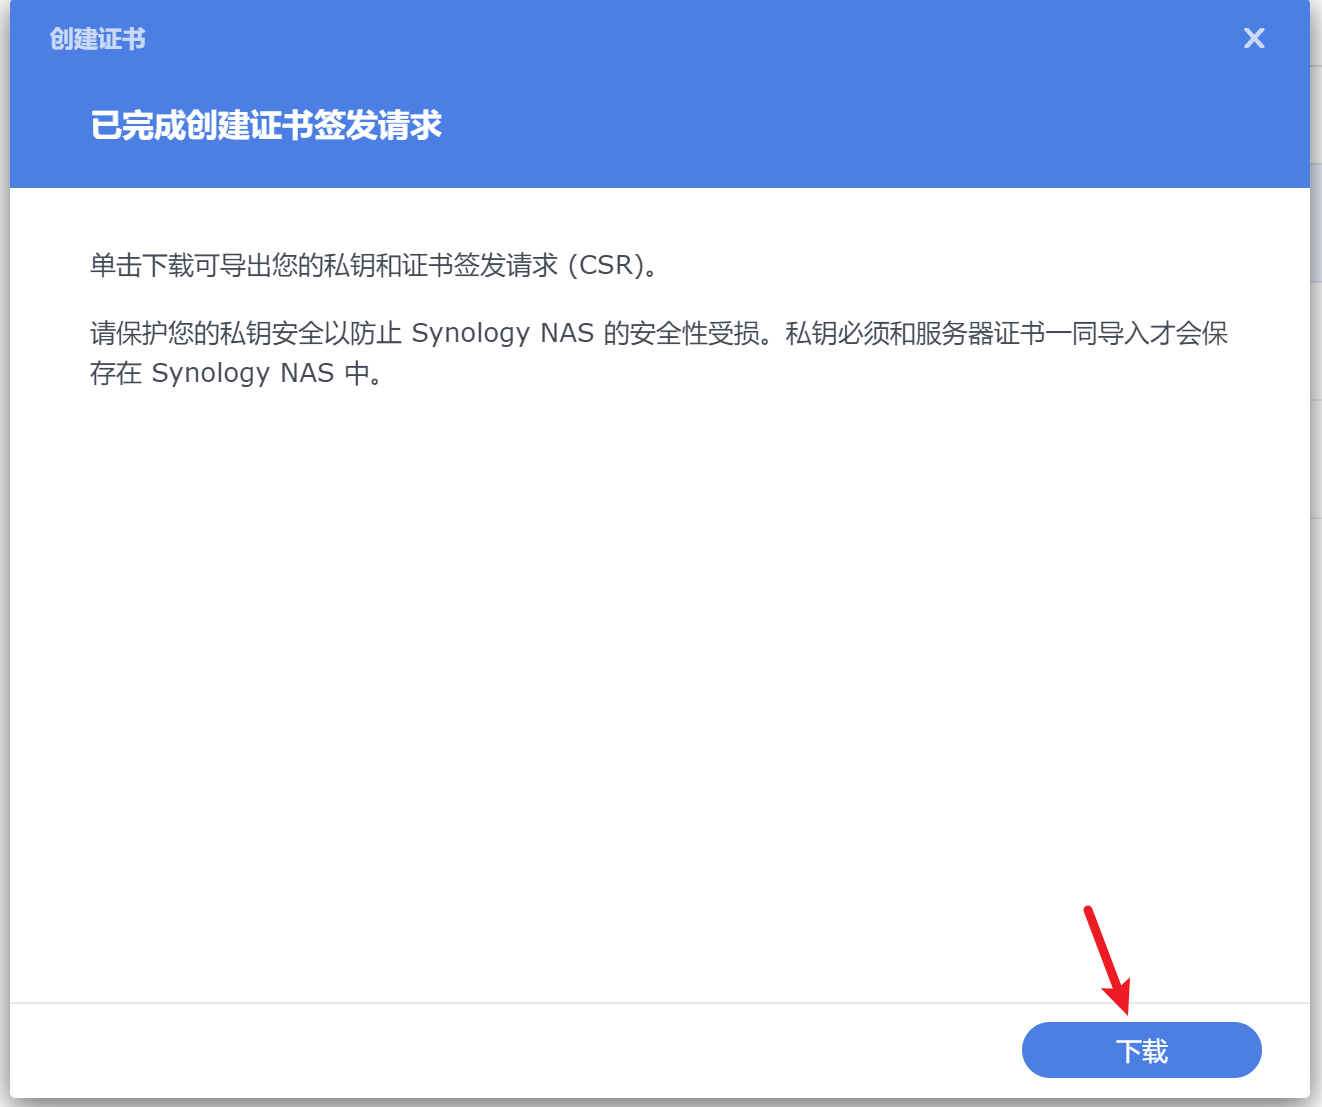 创建证书
已完成创建证书签发请求
单击下载可导出您的私钥和证书签发请求 (CSR)。
请保护您的私钥安全以防止 Synology NAS 的安全性受损。私钥必须和服务器证书一同导入才会保
存在 Synology NAS 中。
下载